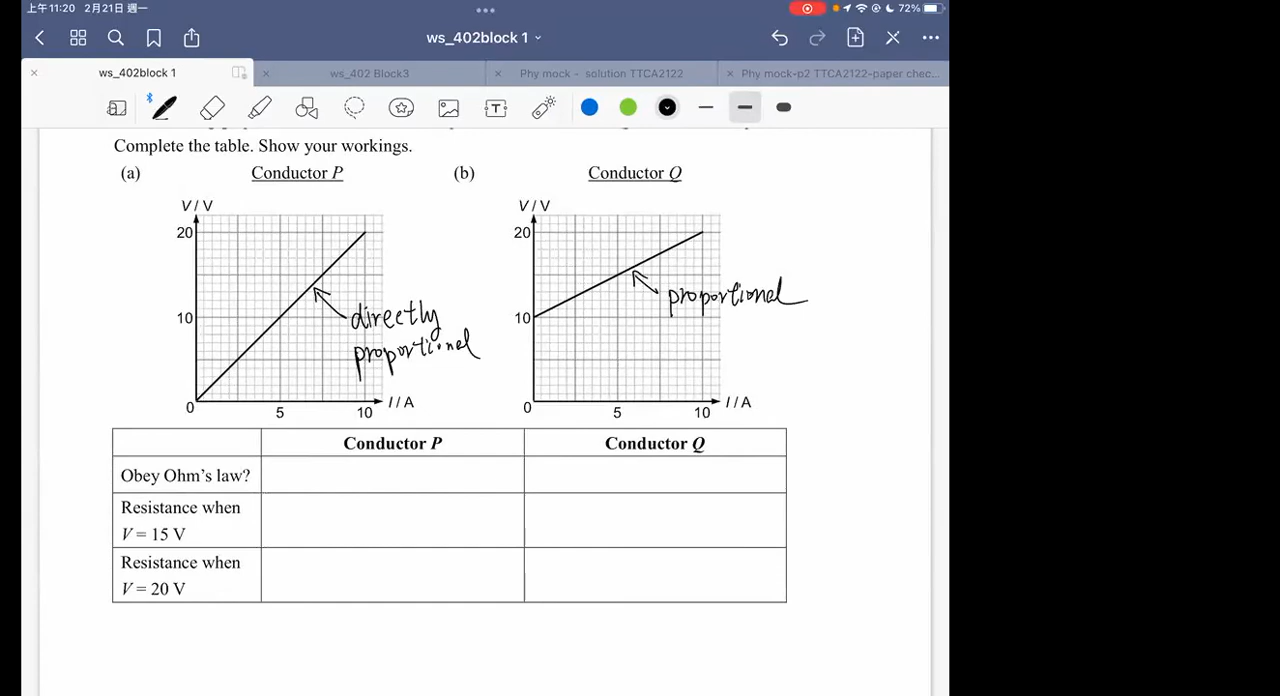 上午11:20 2月21日 週一
72%
ws_402block 1
ws_402block 1
ws_402 Block3
Phy mock - solution TTCA2122
Phy mock-p2 TTCA2122-paper chec...
Complete the table. Show your workings.
(a) Conductor P
(b) Conductor Q
V / V
20
10
0
5
10
I / A
directly
proportional
V / V
20
10
0
5
10
I / A
proportional
Conductor P Conductor Q
Obey Ohm's law?
Resistance when
V = 15 V
Resistance when
V = 20 V